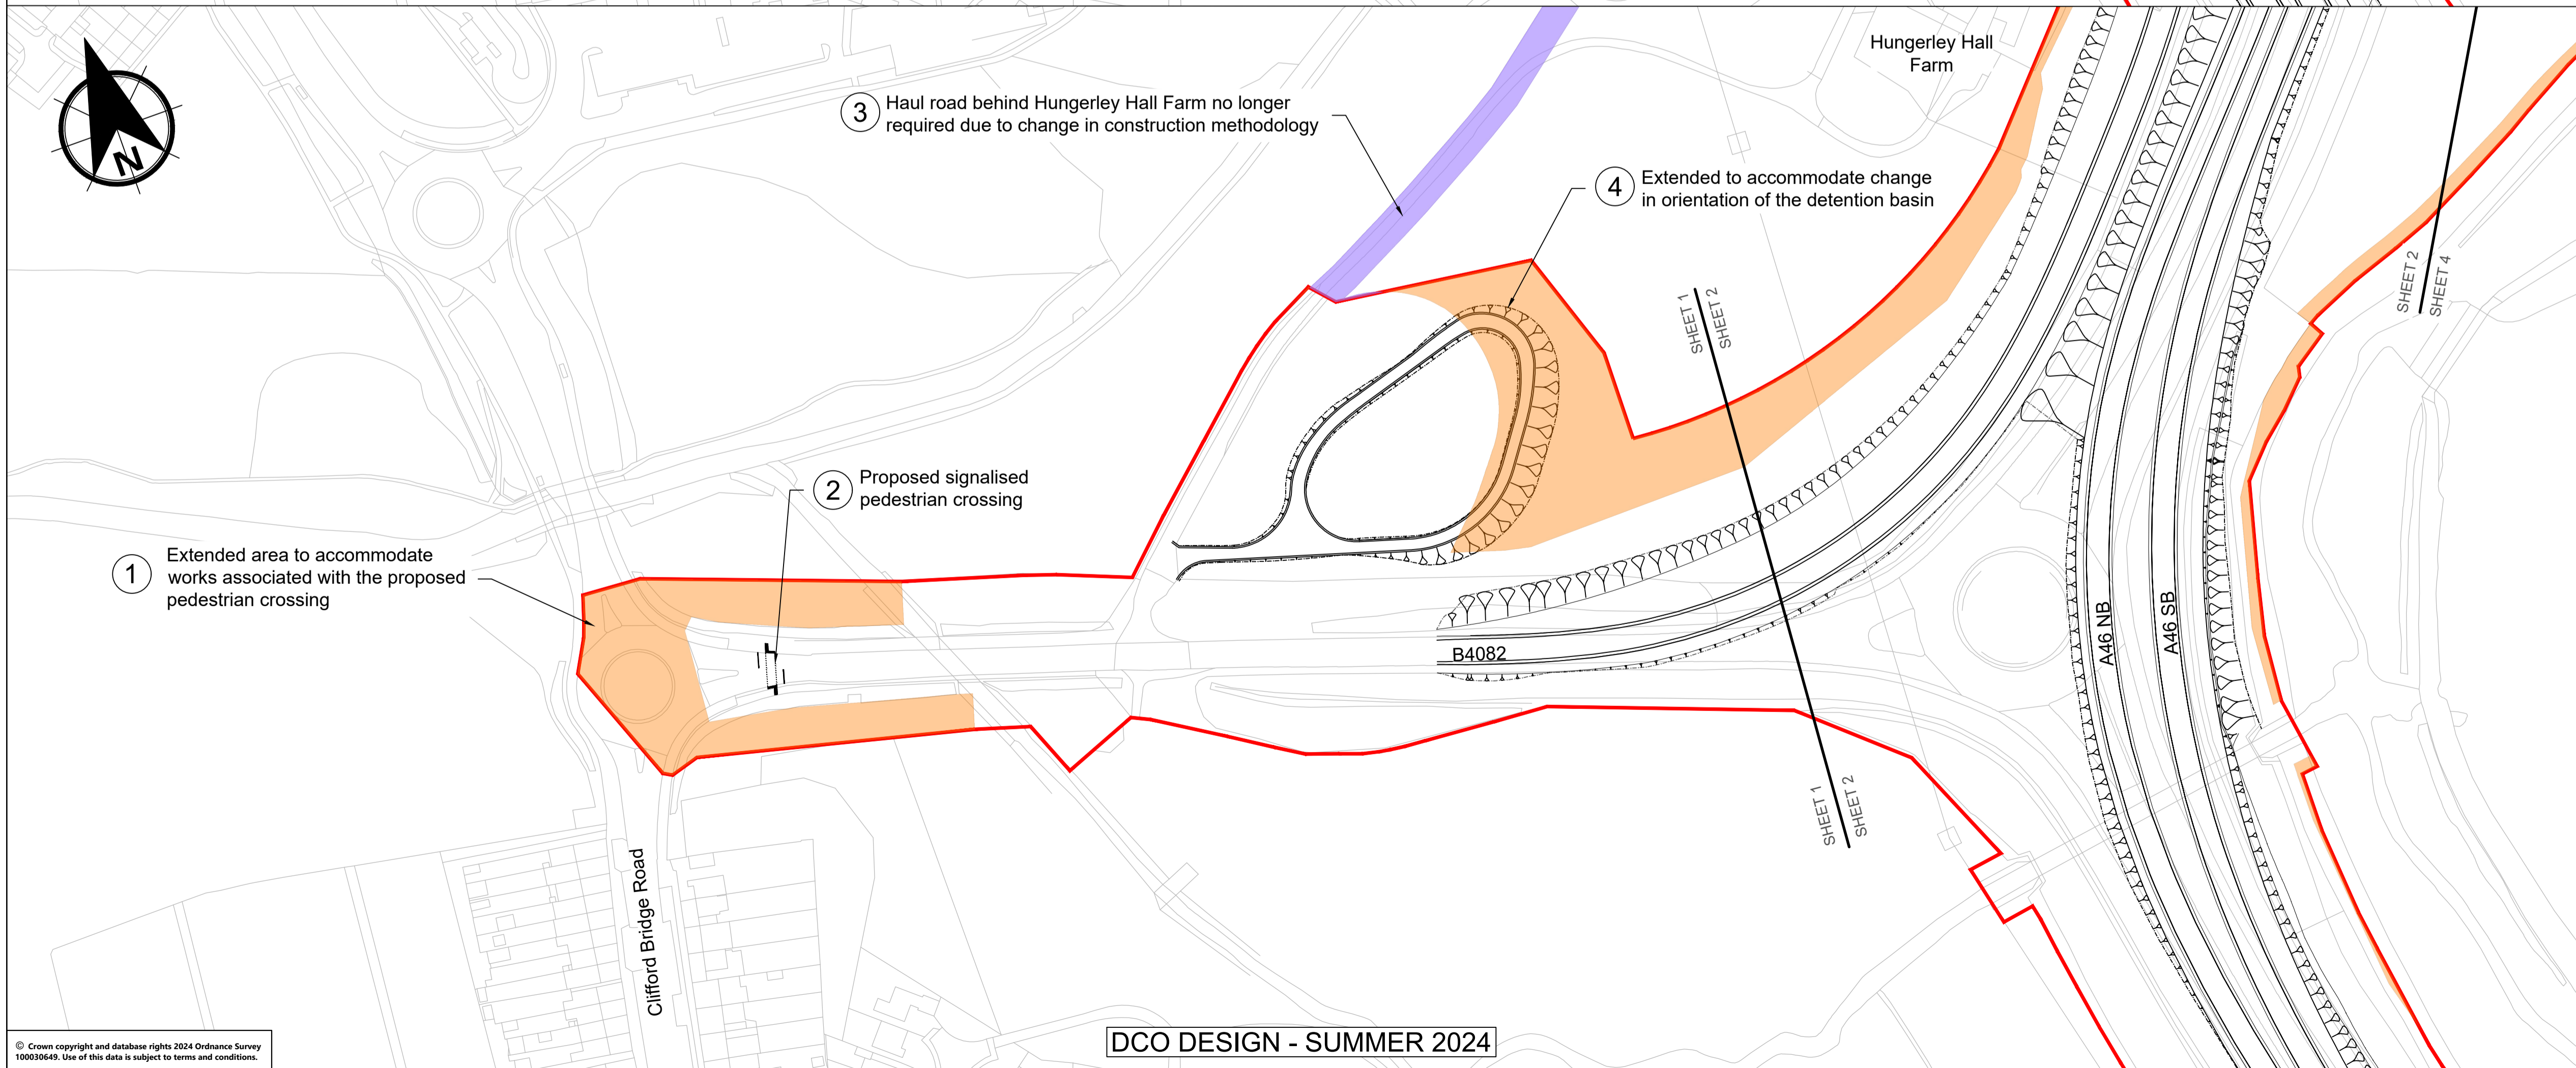 Hungerley Hall
Farm
3
Haul road behind Hungerley Hall Farm no longer
required due to change in construction methodology
4
Extended to accommodate change
in orientation of the detention basin
N
SHEET 1
SHEET 2
SHEET 2
SHEET 4
2
Proposed signalised
pedestrian crossing
1
Extended area to accommodate
works associated with the proposed
pedestrian crossing
B4082
A46 NB
A46 SB
SHEET 1
SHEET 2
Clifford Bridge Road
DCO DESIGN - SUMMER 2024
© Crown copyright and database rights 2024 Ordnance Survey
100030649. Use of this data is subject to terms and conditions.